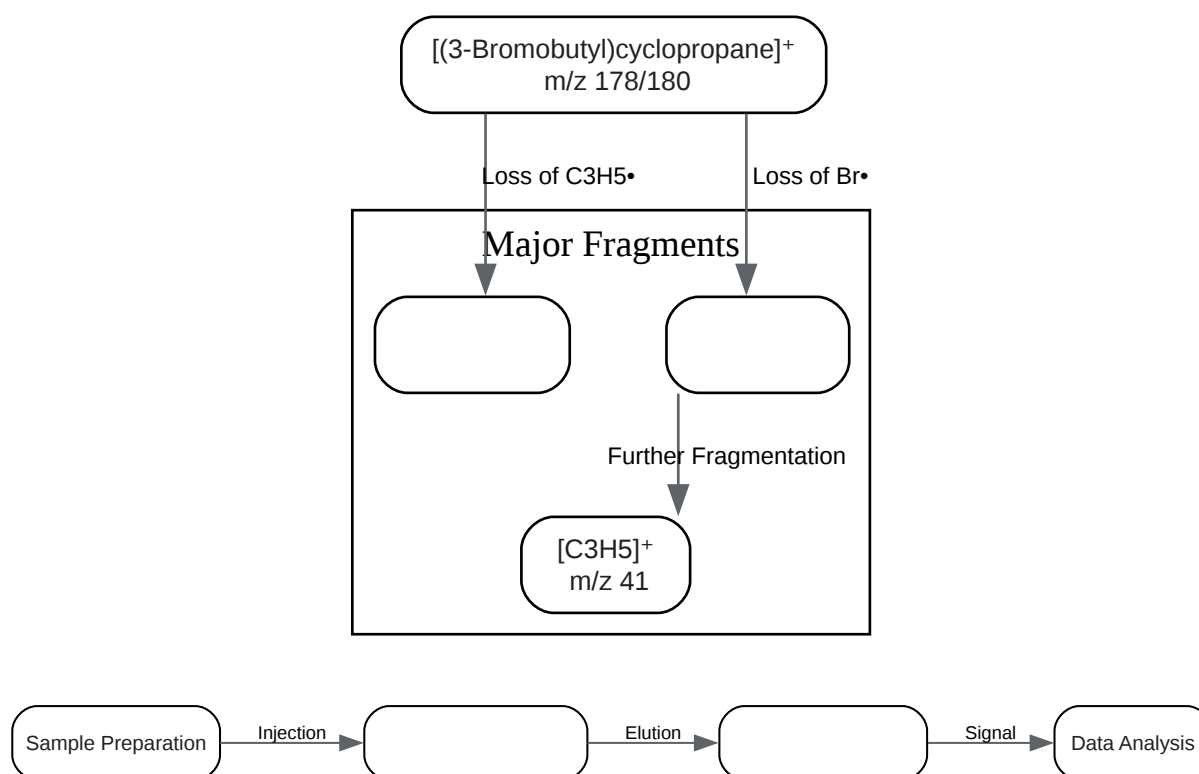 [(3-Bromobutyl)cyclopropane]⁺
m/z 178/180
Loss of C3H5•
Loss of Br•
Major Fragments
Further Fragmentation
[C3H5]⁺
m/z 41
Sample Preparation
Injection
Elution
Signal
Data Analysis